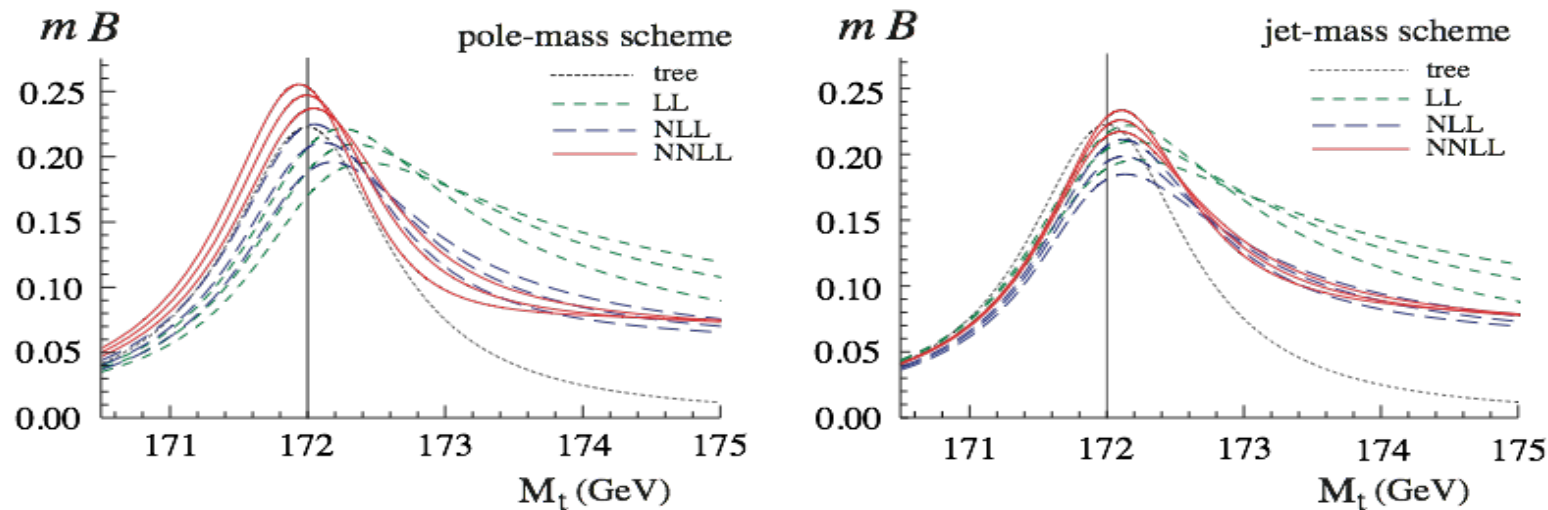 m B
pole-mass scheme
tree
LL
NLL
NNLL
0.25
0.20
0.15
0.10
0.05
0.00
171 172 173 174 175
M_t (GeV)
m B
jet-mass scheme
tree
LL
NLL
NNLL
0.25
0.20
0.15
0.10
0.05
0.00
171 172 173 174 175
M_t (GeV)